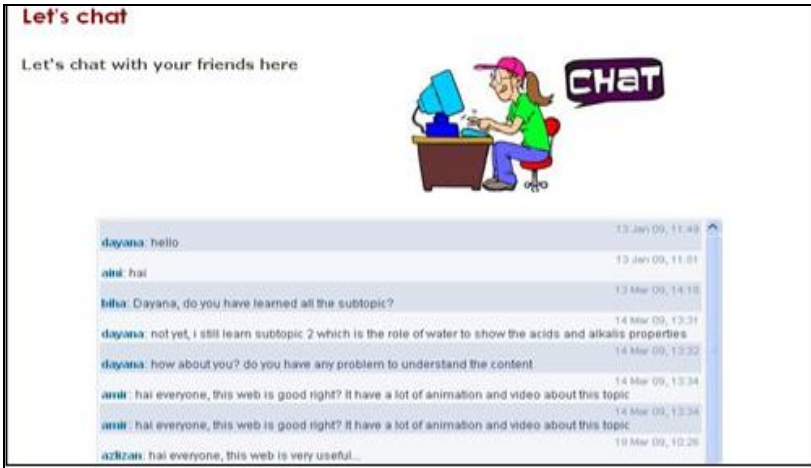 Let's chat
Let's chat with your friends here
CHaT
13 Jan 09, 11:49
dayana: hello
13 Jan 09, 11:51
aini: hai
13 Mar 09, 14:18
biha: Dayana, do you have learned all the subtopic?
14 Mar 09, 13:31
dayana: not yet, i still learn subtopic 2 which is the role of water to show the acids and alkalis properties
14 Mar 09, 13:32
dayana: how about you? do you have any problem to understand the content
14 Mar 09, 13:34
amir: hai everyone, this web is good right? It have a lot of animation and video about this topic
14 Mar 09, 13:34
amir: hai everyone, this web is good right? It have a lot of animation and video about this topic
19 Mar 09, 10:26
azlizan: hai everyone, this web is very useful...